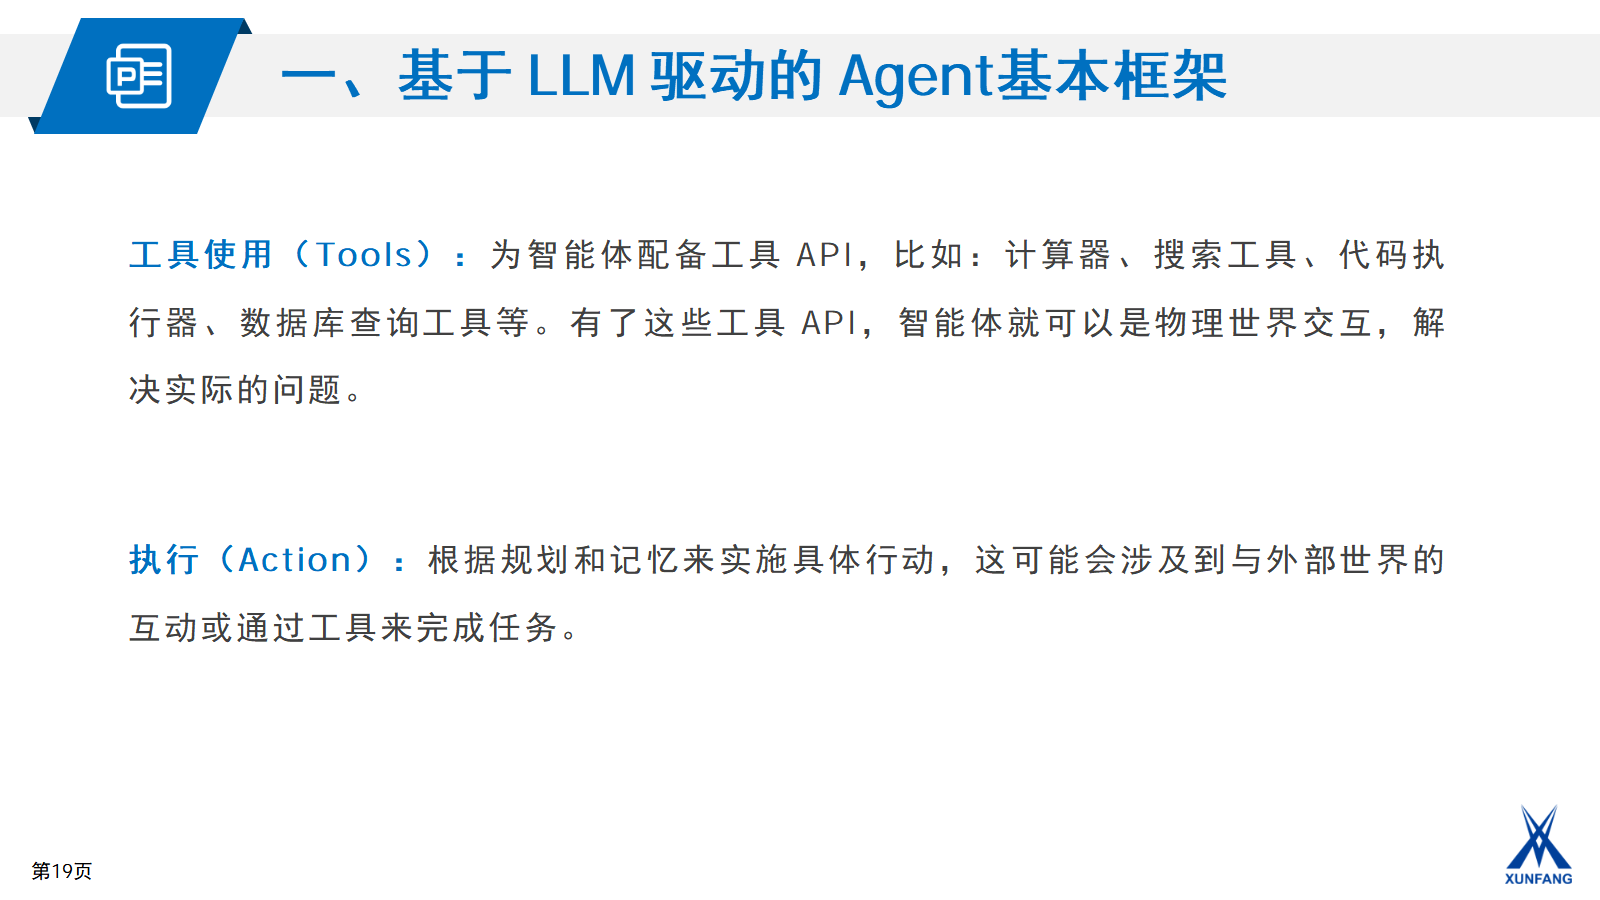 一、基于 LLM 驱动的 Agent基本框架
工具使用（Tools）：为智能体配备工具 API，比如：计算器、搜索工具、代码执
行器、数据库查询工具等。有了这些工具 API，智能体就可以是物理世界交互，解
决实际的问题。
执行（Action）：根据规划和记忆来实施具体行动，这可能会涉及到与外部世界的
互动或通过工具来完成任务。
第19页
XUNFANG